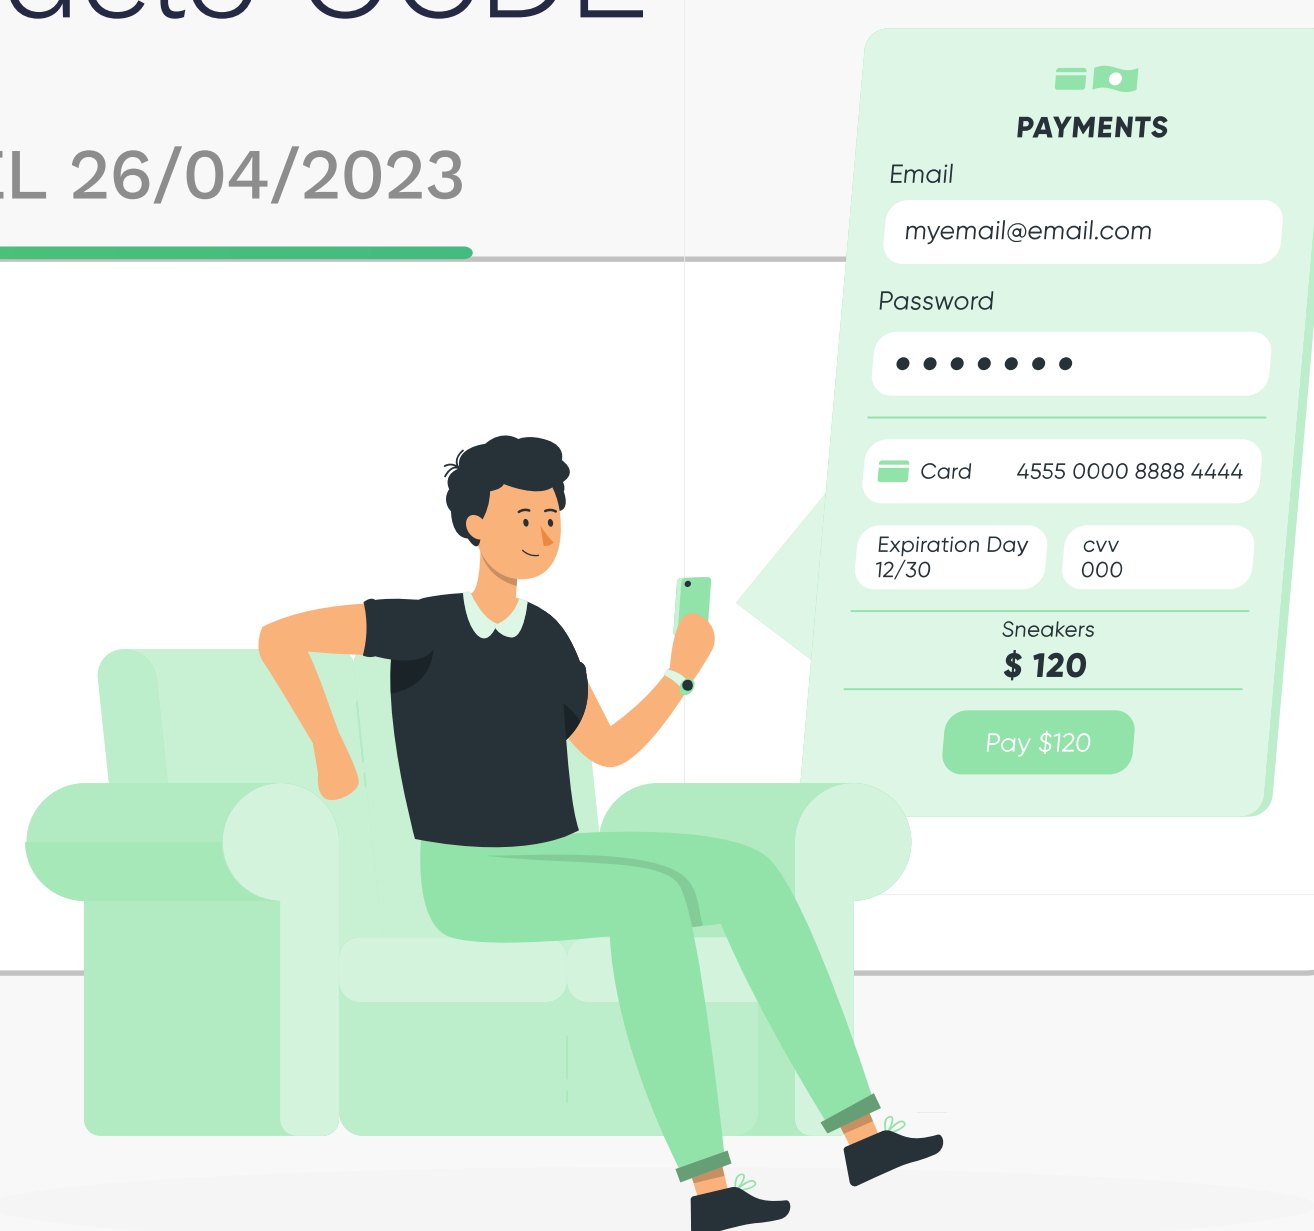 CODE
26/04/2023
PAYMENTS
Email
myemail@email.com
Password
Card 4555 0000 8888 4444
Expiration Day
12/30
cvv
000
Sneakers
$ 120
Pay $120